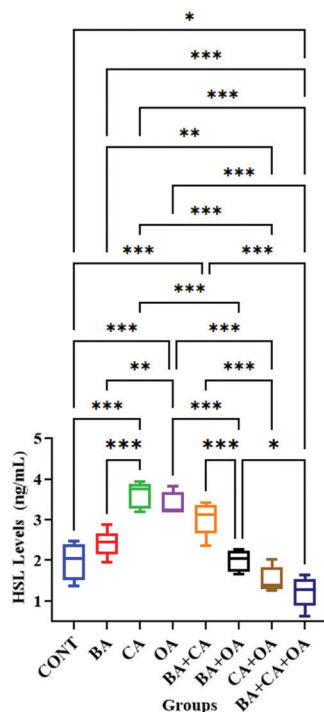 *
***
***
**
***
***
*** ***
***
*** ***
** ***
*** ***
*** *** *
5
4
3
2
1
HSL Levels (ng/mL)
CONT
BA
CA
OA
BA+CA
BA+OA
CA+OA
BA+CA+OA
Groups